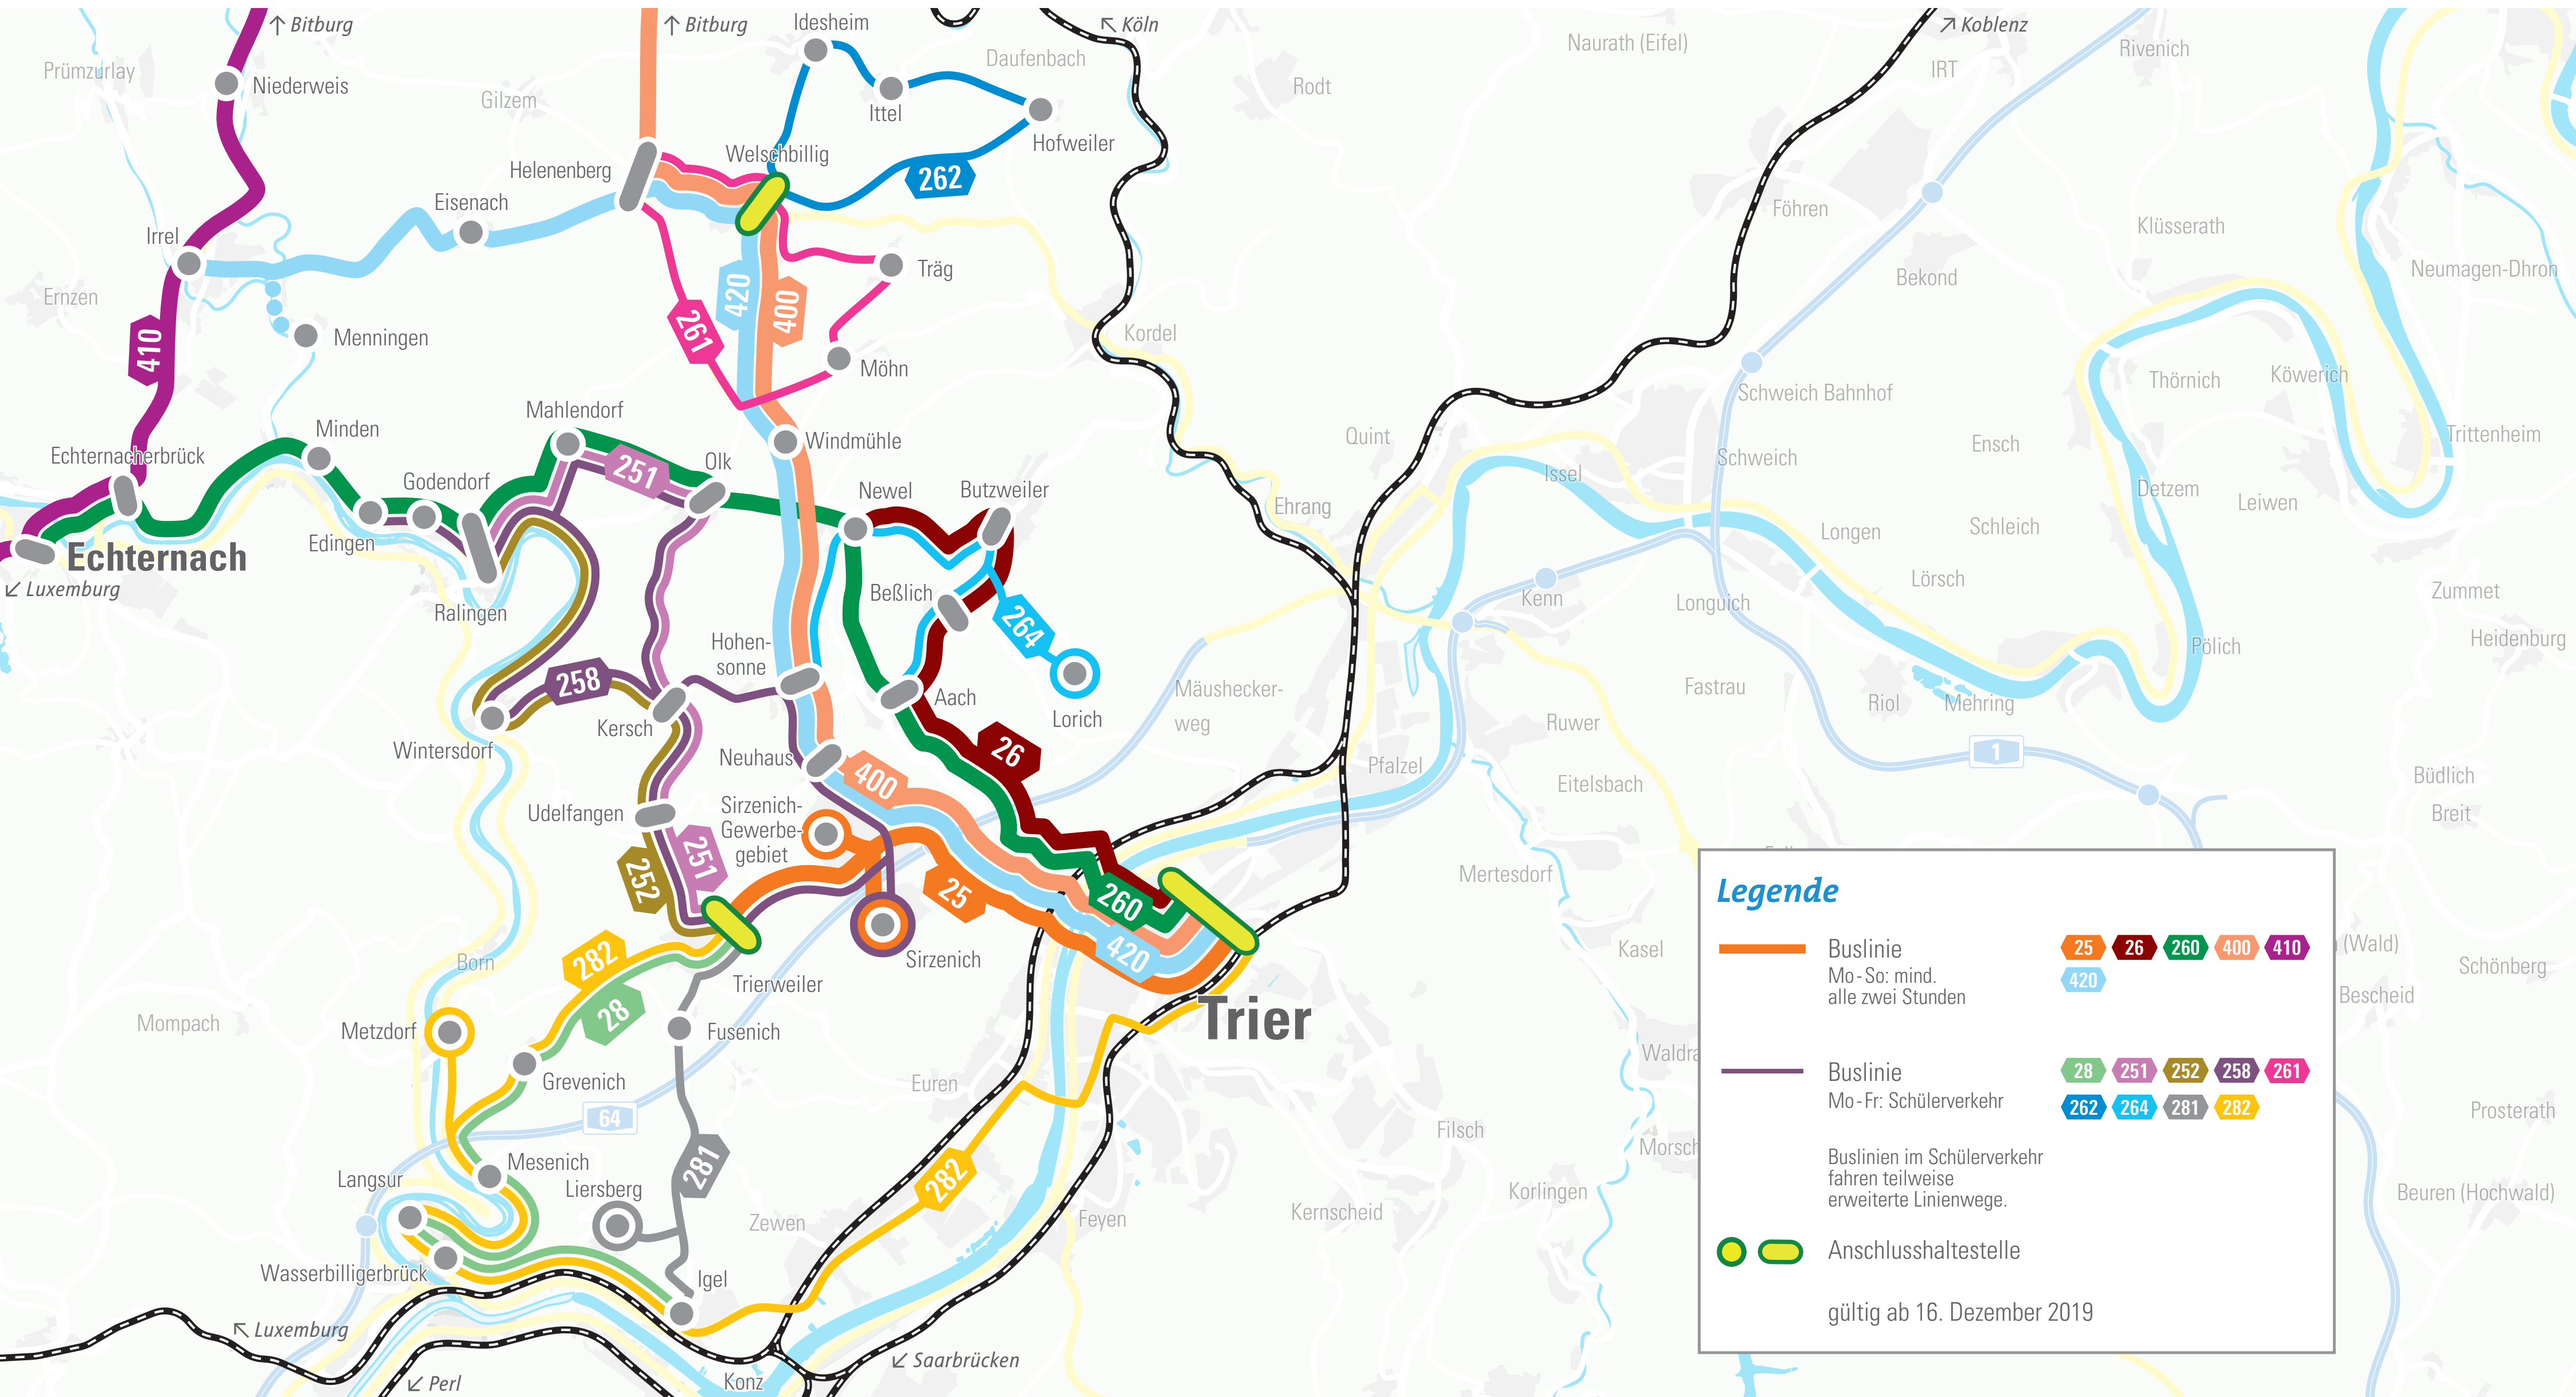 ↑ Bitburg
↑ Bitburg
Idesheim
↖ Köln
↗ Koblenz
Naurath (Eifel)
Rivenich
Prümzurlay
Niederweis
Gilzem
Daufenbach
Rodt
IRT
Ittel
Hofweiler
Welschbillig
Helenenberg
262
Eisenach
Föhren
Klüsserath
Irrel
Träg
Bekond
Neumagen-Dhron
Ernzen
420
400
261
410
Menningen
Kordel
Möhn
Schweich Bahnhof
Thörnich
Köwerich
Mahlendorf
Minden
Windmühle
Quint
Ensch
Trittenheim
Echternacherbrück
Olk
251
Godendorf
Newel
Butzweiler
Issel
Schweich
Detzem
Leiwen
Ehrang
Edingen
Longen
Schleich
Echternach
↙ Luxemburg
Ralingen
Beßlich
264
Kenn
Longuich
Lörsch
Zummet
Heidenburg
Hohen-
sonne
Pölich
258
Kersch
Aach
Lorich
Mäushecker-
weg
Fastrau
Riol
Mehring
Ruwer
Wintersdorf
26
Neuhaus
400
Pfalzel
Eitelsbach
1
Büdlich
Breit
Udelfangen
Sirzenich-
Gewerbe-
gebiet
251
252
25
260
420
Mertesdorf
Kasel
Sirzenich
Trierweiler
282
28
Born
Mompach
Metzdorf
Fusenich
Trier
Grevenich
Euren
64
Waldra
Morsch
Filsch
Mesenich
Liersberg
Langsur
281
282
Zewen
Feyen
Kernscheid
Korlingen
Wasserbilligerbrück
Igel
↖ Luxemburg
↙ Saarbrücken
↙ Perl
Konz
(Wald)
Schönberg
Bescheid
Prosterath
Beuren (Hochwald)
Legende
Buslinie
Mo - So: mind.
alle zwei Stunden
25 26 260 400 410
420
Buslinie
Mo - Fr: Schülerverkehr
28 251 252 258 261
262 264 281 282
Buslinien im Schülerverkehr
fahren teilweise
erweiterte Linienwege.
Anschlusshaltestelle
gültig ab 16. Dezember 2019